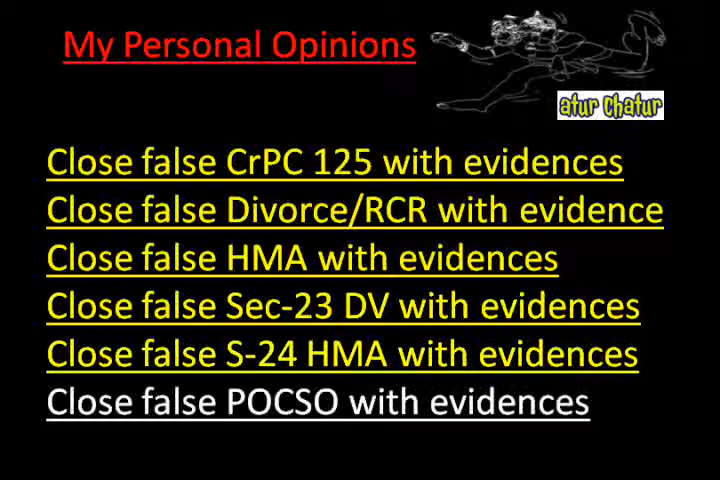 My Personal Opinions
atur chatur
Close false CrPC 125 with evidences
Close false Divorce/RCR with evidence
Close false HMA with evidences
Close false Sec-23 DV with evidences
Close false S-24 HMA with evidences
Close false POCSO with evidences